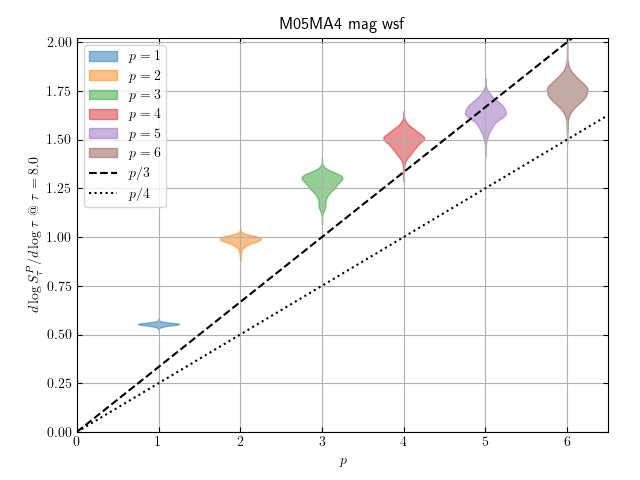 M05MA4 mag wsf
p = 1
p = 2
p = 3
p = 4
p = 5
p = 6
p/3
p/4
2.00
1.75
1.50
1.25
1.00
0.75
0.50
0.25
0.00
d log S_τ^P / d log τ @ τ = 8.0
0 1 2 3 4 5 6
p